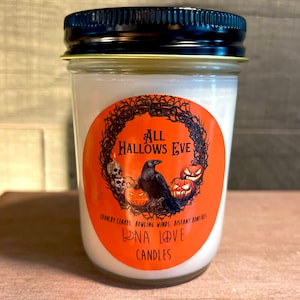 ALL
HALLOWS EVE
CRUNCHY LEAVES, HOWLING WINDS, DISTANT BONFIRES
LUNA LOVE
CANDLES